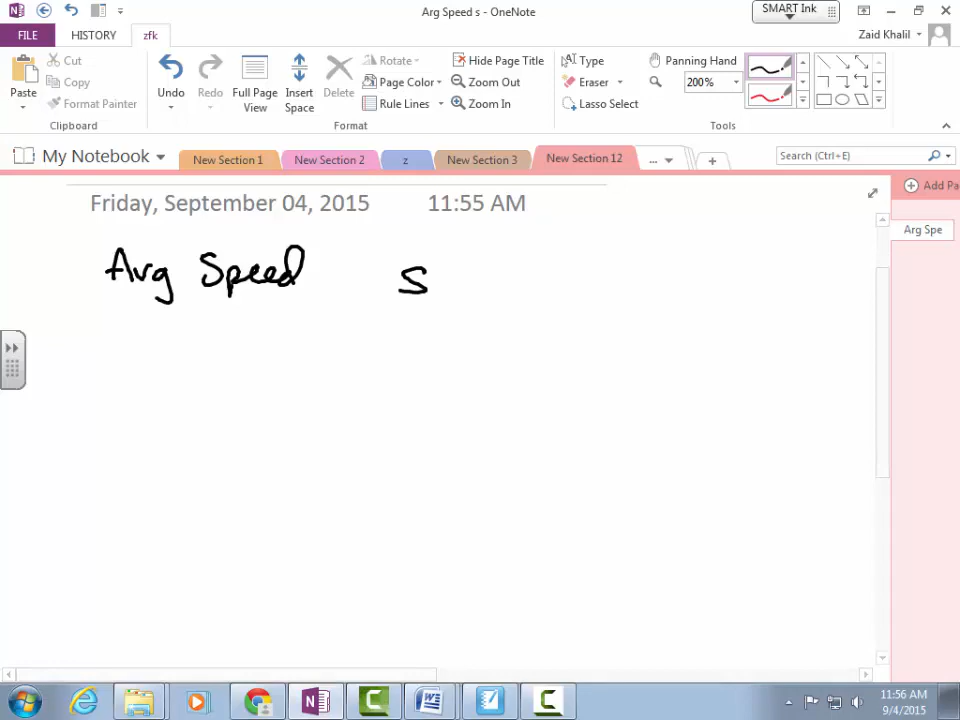 Arg Speed s - OneNote
SMART Ink
FILE HISTORY zfk
Zaid Khalil
Cut
Copy
Format Painter
Paste
Clipboard
Undo
Redo
Full Page View
Insert Space
Delete
Rotate
Page Color
Rule Lines
Hide Page Title
Zoom Out
Zoom In
Format
Type
Eraser
Lasso Select
Panning Hand
200%
Tools
My Notebook
New Section 1
New Section 2
z
New Section 3
New Section 12
...
Search (Ctrl+E)
Add Pa
Arg Spe
Friday, September 04, 2015 11:55 AM
Avg Speed s
11:56 AM
9/4/2015